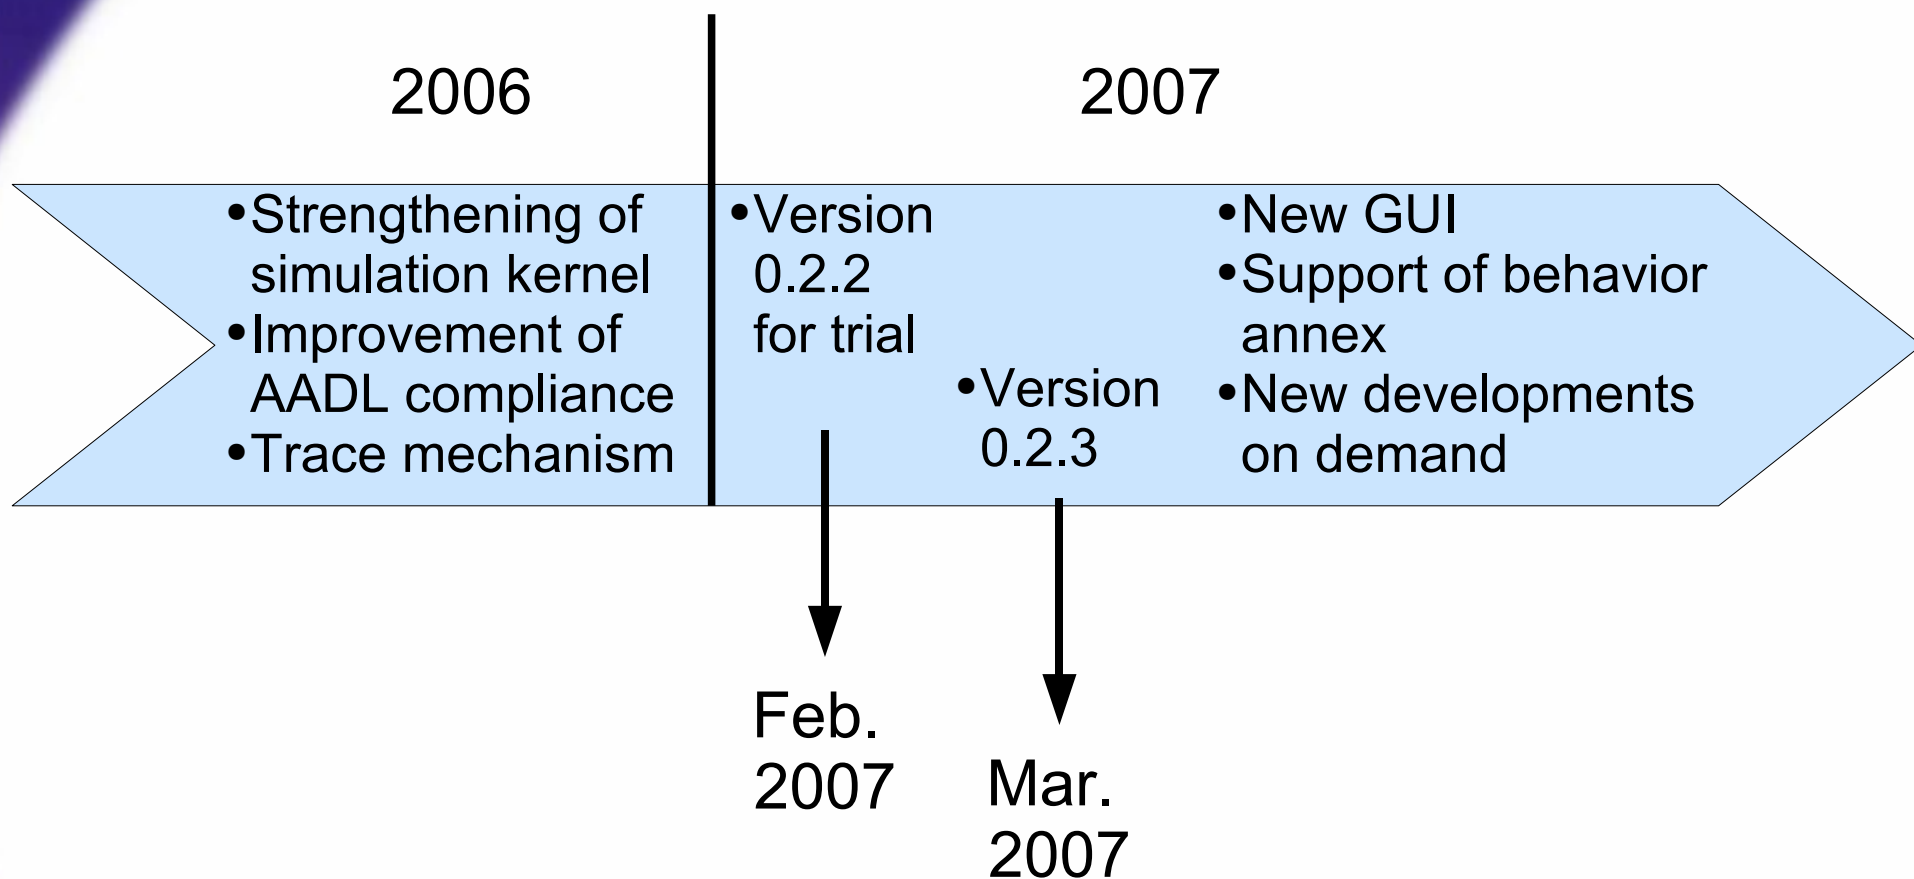 2006
2007
•Strengthening of
simulation kernel
•Improvement of
AADL compliance
•Trace mechanism
•Version
0.2.2
for trial
•Version
0.2.3
•New GUI
•Support of behavior
annex
•New developments
on demand
Feb.
2007
Mar.
2007